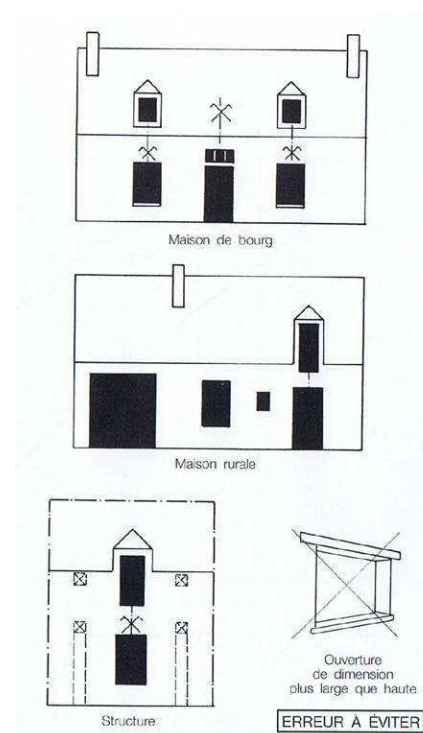 Maison de bourg
Maison rurale
Structure
Ouverture
de dimension
plus large que haute
ERREUR À ÉVITER